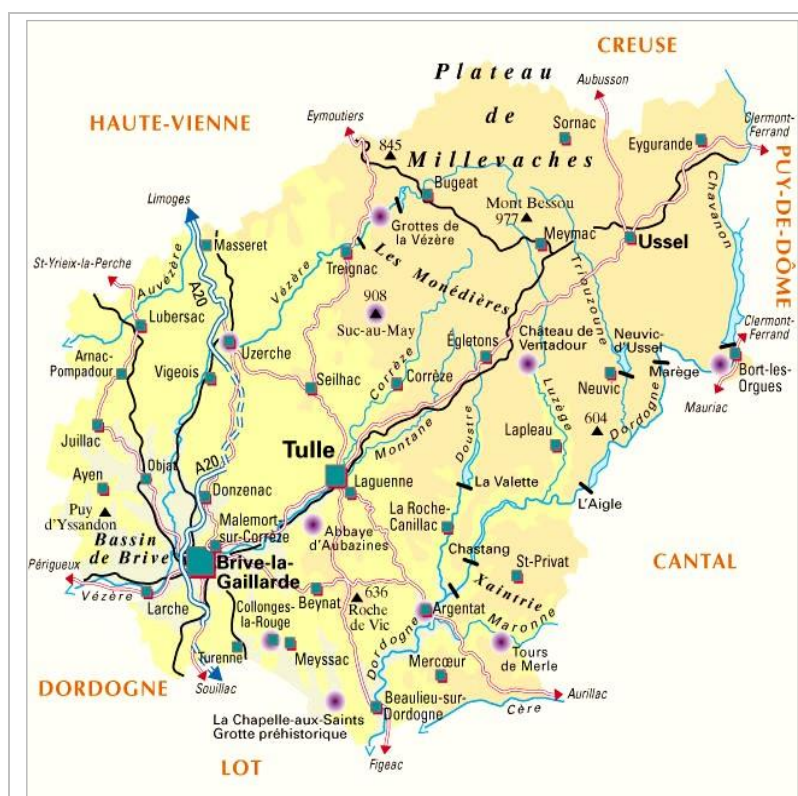 CREUSE
Plateau
de
Millevaches
Aubusson
Clermont-
Ferrand
HAUTE-VIENNE
Eymoutiers
845
Sornac
Eygurande
PUY-DE-DÔME
Chavanon
Bugeat
Mont Bessou
977
Limoges
Grottes de
la Vézère
Meymac
Ussel
Masseret
St-Yrieix-la-Perche
Auvézère
A20
Vézère
Treignac
Les Monédières
Triouzoune
908
Suc-au-May
Lubersac
Clermont-
Ferrand
Uzerche
Égletons
Château de
Ventadour
Neuvic-
d'Ussel
Arnac-
Pompadour
Vigeois
Seilhac
Corrèze
Corrèze
Marège
Bort-les-
Orgues
Neuvic
Mauriac
Luzège
604
Dordogne
Juillac
Tulle
Montane
Doustre
Lapleau
Objat
A20
Ayen
Laguenne
La Valette
Donzenac
L'Aigle
Puy
d'Yssandon
Malemort-
sur-Corrèze
Abbaye
d'Aubazines
La Roche-
Canillac
Bassin
de Brive
Chastang
Brive-la-
Gaillarde
St-Privat
CANTAL
Périgueux
Vézère
Xaintrie
Larche
Beynat
636
Roche
de Vic
Collonges-
la-Rouge
Argentat
Maronne
Dordogne
Turenne
Meyssac
Tours
de Merle
Mercœur
DORDOGNE
Souillac
Aurillac
Beaulieu-sur-
Dordogne
Cère
La Chapelle-aux-Saints
Grotte préhistorique
LOT
Figeac